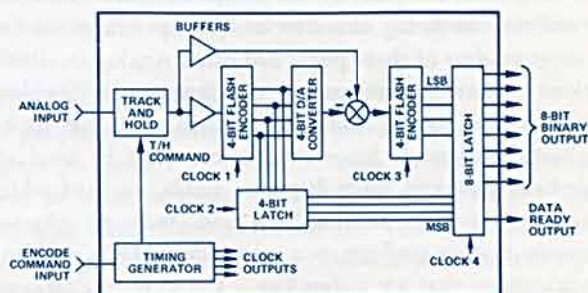 BUFFERS
ANALOG
INPUT
TRACK
AND
HOLD
T/H
COMMAND
4-BIT FLASH
ENCODER
4-BIT D/A
CONVERTER
4-BIT FLASH
ENCODER
LSB
8-BIT LATCH
8-BIT
BINARY
OUTPUT
CLOCK 1
CLOCK 3
CLOCK 2
4-BIT
LATCH
MSB
DATA
READY
OUTPUT
ENCODE
COMMAND
INPUT
TIMING
GENERATOR
CLOCK
OUTPUTS
CLOCK 4